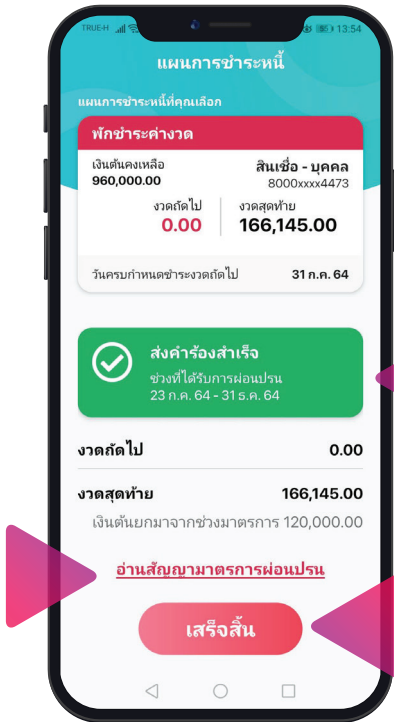 TRUE-H 13:54
แผนการชำระหนี้
แผนการชำระหนี้ที่คุณเลือก
พักชำระค่างวด
เงินต้นคงเหลือ สินเชื่อ - บุคคล
960,000.00 8000xxxx4473
งวดถัดไป งวดสุดท้าย
0.00 166,145.00
วันครบกำหนดชำระงวดถัดไป 31 ก.ค. 64
ส่งคำร้องสำเร็จ
ช่วงที่ได้รับการผ่อนปรน
23 ก.ค. 64 - 31 ธ.ค. 64
งวดถัดไป 0.00
งวดสุดท้าย 166,145.00
เงินต้นยกมาจากช่วงมาตรการ 120,000.00
อ่านสัญญามาตรการผ่อนปรน
เสร็จสิ้น